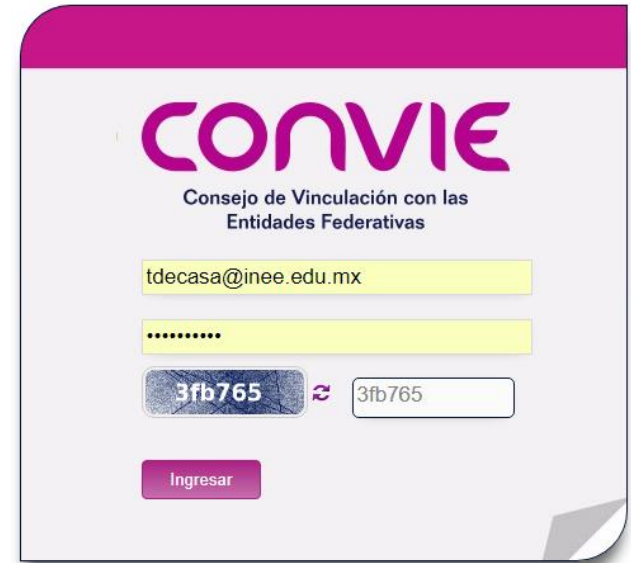 CONVIE
Consejo de Vinculación con las
Entidades Federativas
tdecasa@inee.edu.mx
••••••••••
3fb765 3fb765
Ingresar